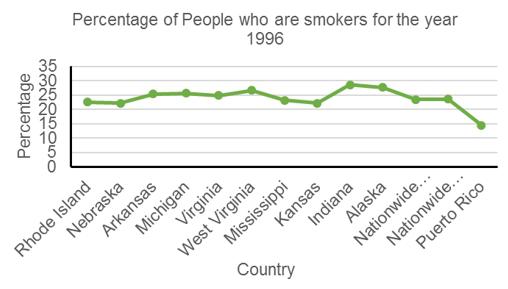 Percentage of People who are smokers for the year
1996
Percentage
35
30
25
20
15
10
5
0
Rhode Island
Nebraska
Arkansas
Michigan
Virginia
West Virginia
Mississippi
Kansas
Indiana
Alaska
Nationwide...
Nationwide...
Puerto Rico
Country